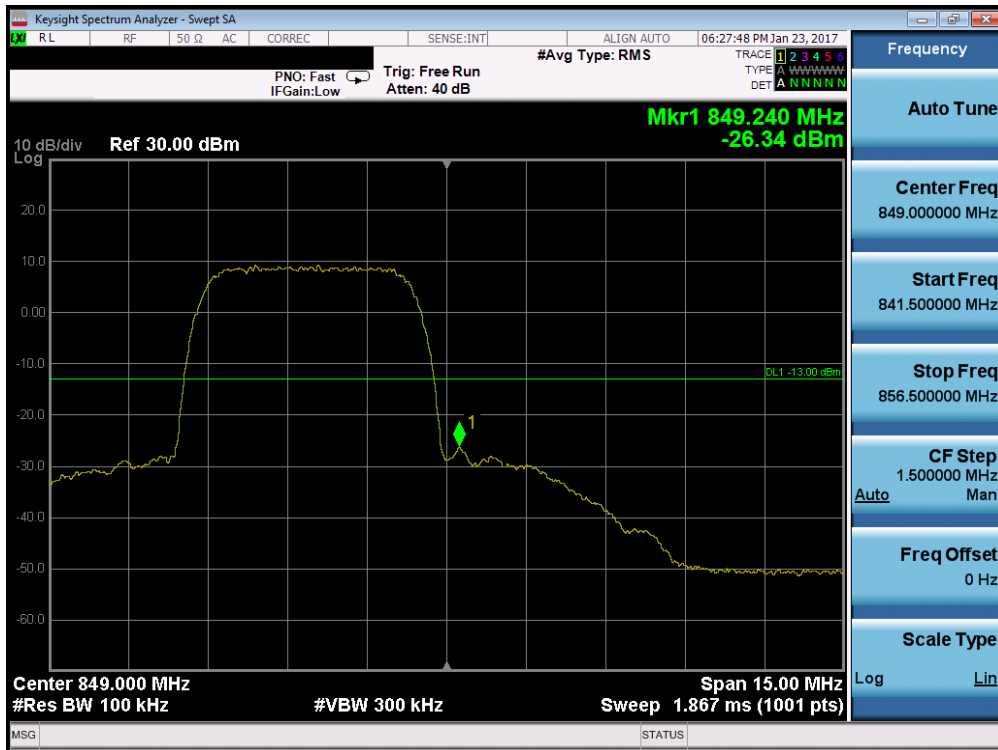 Keysight Spectrum Analyzer - Swept SA
LXI RL RF 50 Ω AC CORREC SENSE:INT ALIGN AUTO 06:27:48 PM Jan 23, 2017
Frequency
PNO: Fast
IFGain:Low
Trig: Free Run
Atten: 40 dB
#Avg Type: RMS
TRACE 1 2 3 4 5 6
TYPE A WWWWW
DET A N N N N N
Auto Tune
Mkr1 849.240 MHz
-26.34 dBm
10 dB/div Ref 30.00 dBm
Log
20.0
10.0
0.00
-10.0
-20.0
-30.0
-40.0
-50.0
-60.0
DL1 -13.00 dBm
1
Center Freq
849.000000 MHz
Start Freq
841.500000 MHz
Stop Freq
856.500000 MHz
CF Step
1.500000 MHz
Auto Man
Freq Offset
0 Hz
Scale Type
Log Lin
Center 849.000 MHz Span 15.00 MHz
#Res BW 100 kHz #VBW 300 kHz Sweep 1.867 ms (1001 pts)
MSG STATUS